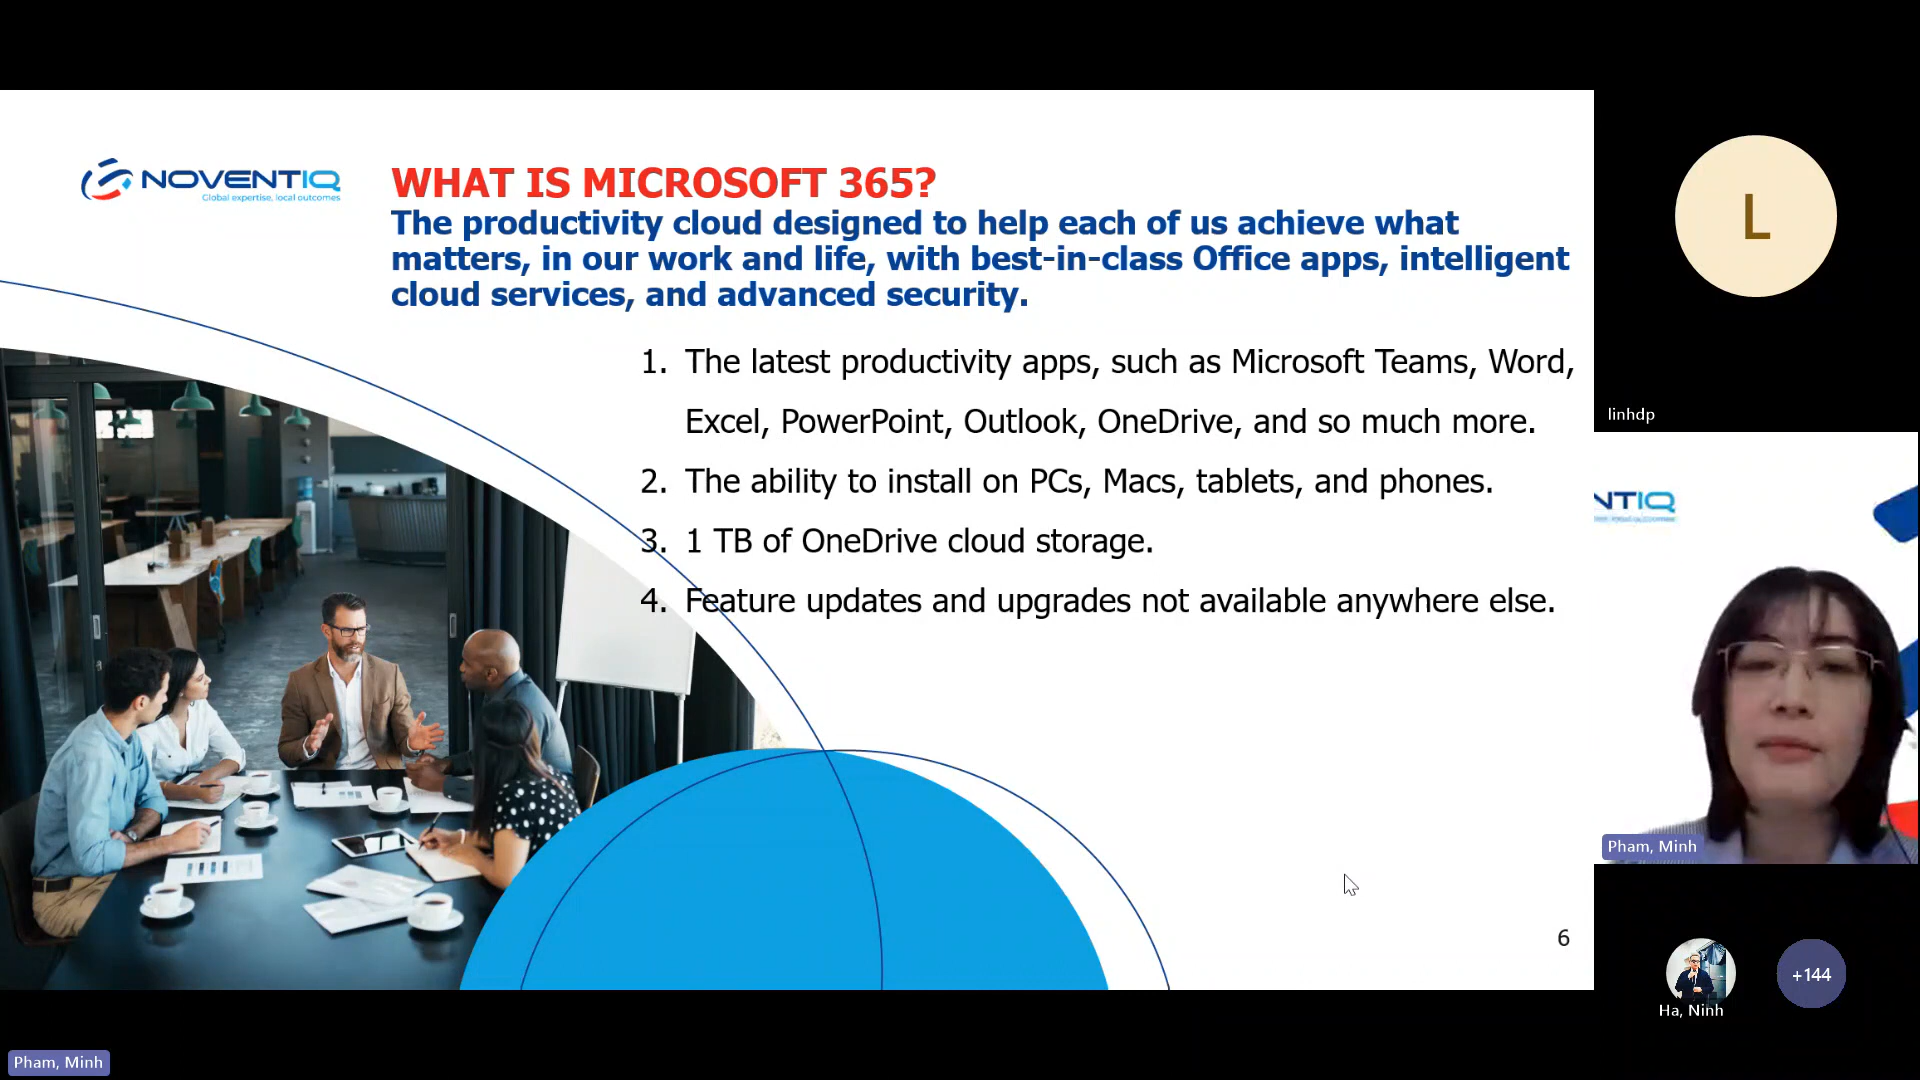 NOVENTIQ
Global expertise, local outcomes
WHAT IS MICROSOFT 365?
The productivity cloud designed to help each of us achieve what
matters, in our work and life, with best-in-class Office apps, intelligent
cloud services, and advanced security.
1. The latest productivity apps, such as Microsoft Teams, Word,
Excel, PowerPoint, Outlook, OneDrive, and so much more.
2. The ability to install on PCs, Macs, tablets, and phones.
3. 1 TB of OneDrive cloud storage.
4. Feature updates and upgrades not available anywhere else.
6
L
linhdp
NTIQ
Pham, Minh
Ha, Ninh
+144
Pham, Minh